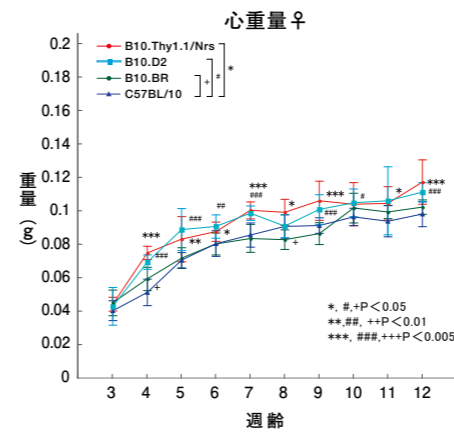 心重量♀
0.2
0.18
0.16
0.14
0.12
0.1
0.08
0.06
0.04
0.02
0
重量(g)
B10.Thy1.1/Nrs
B10.D2
B10.BR
C57BL/10
+
#
*
***
###
+
###
**
##
*
***
###
*
+
***
###
#
*
***
###
*, #,+P<0.05
**,##, ++P<0.01
***, ###,+++P<0.005
3 4 5 6 7 8 9 10 11 12
週齢